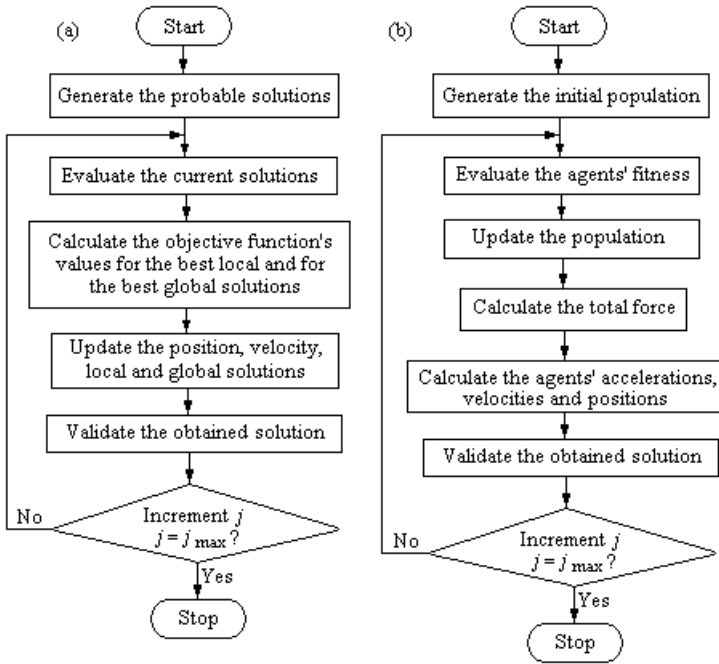 (a)
Start
Generate the probable solutions
Evaluate the current solutions
Calculate the objective function's
values for the best local and for
the best global solutions
Update the position, velocity,
local and global solutions
Validate the obtained solution
Increment j
j = j max ?
No
Yes
Stop
(b)
Start
Generate the initial population
Evaluate the agents' fitness
Update the population
Calculate the total force
Calculate the agents' accelerations,
velocities and positions
Validate the obtained solution
Increment j
j = j max ?
No
Yes
Stop